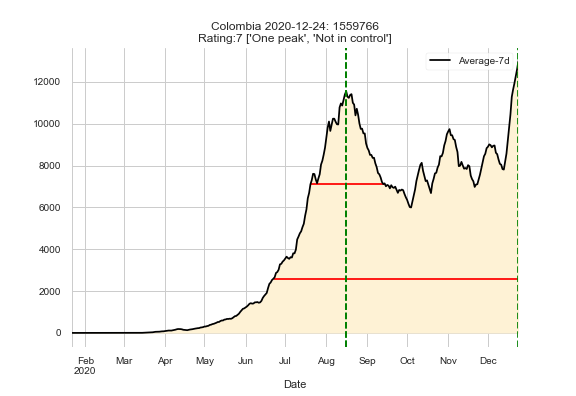 Colombia 2020-12-24: 1559766
Rating:7 ['One peak', 'Not in control']
Average-7d
12000
10000
8000
6000
4000
2000
0
Feb Mar Apr May Jun Jul Aug Sep Oct Nov Dec
2020
Date